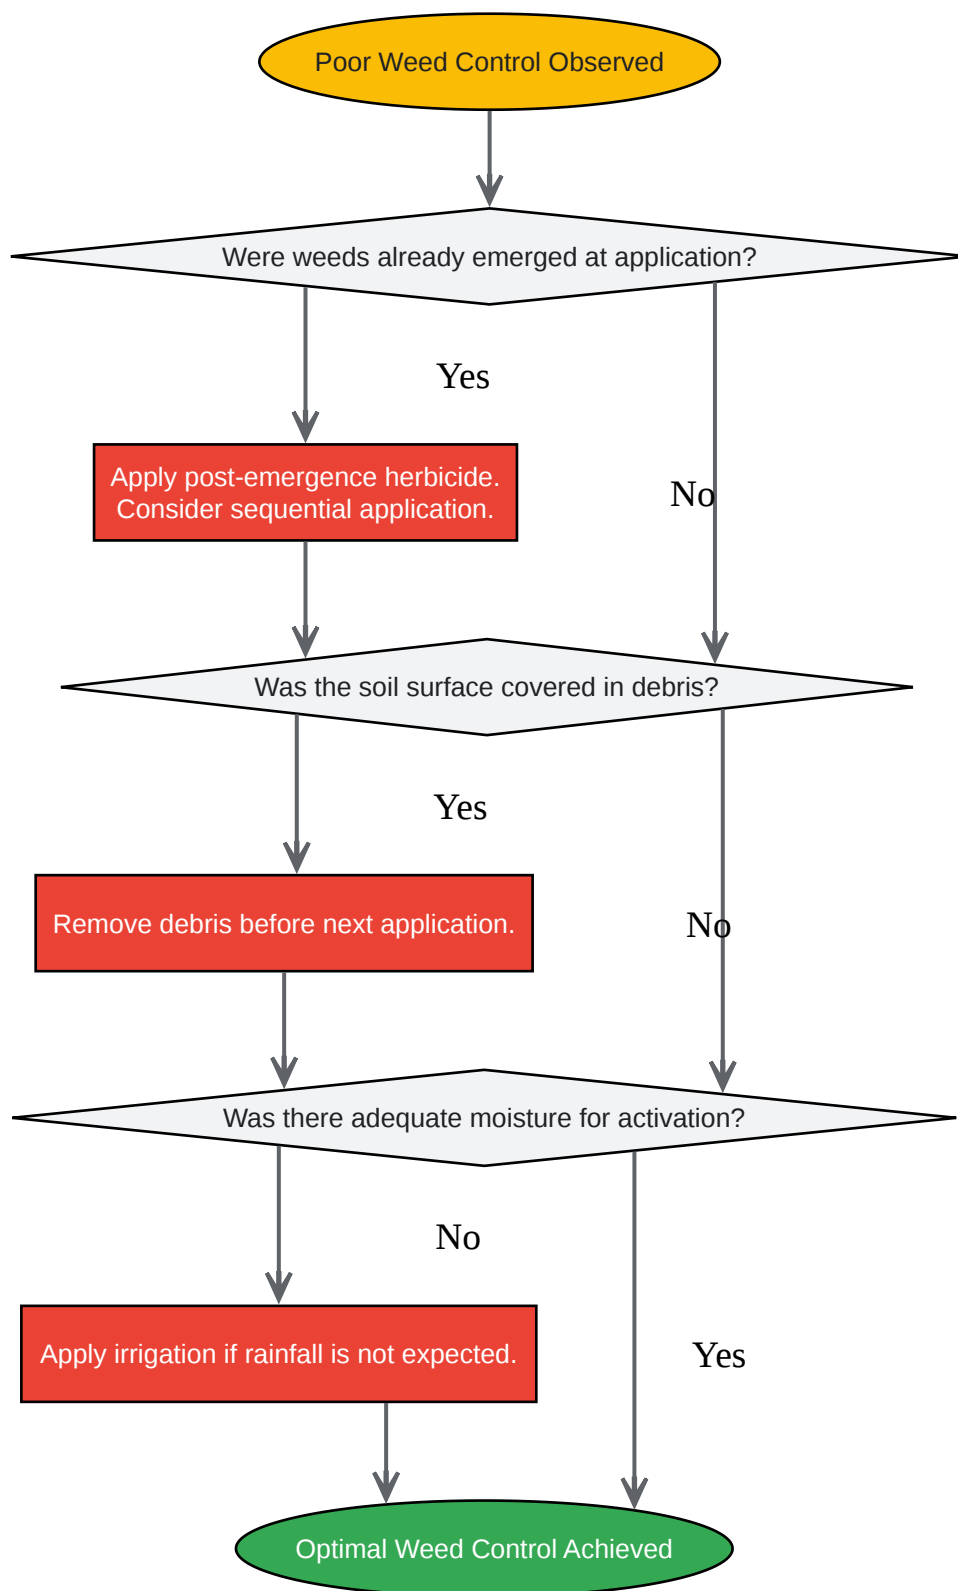 Poor Weed Control Observed
Were weeds already emerged at application?
Yes
Apply post-emergence herbicide.
Consider sequential application.
No
Was the soil surface covered in debris?
Yes
Remove debris before next application.
No
Was there adequate moisture for activation?
No
Apply irrigation if rainfall is not expected.
Yes
Optimal Weed Control Achieved